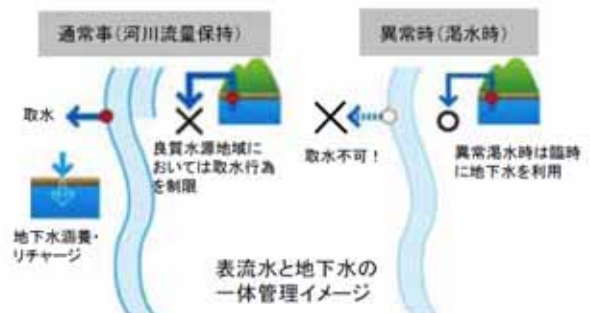 通常事(河川流量保持)
取水
良質水源地域に
おいては取水行為
を制限
地下水涵養・
リチャージ
異常時(渇水時)
取水不可！
異常渇水時は臨時
に地下水を利用
表流水と地下水の
一体管理イメージ